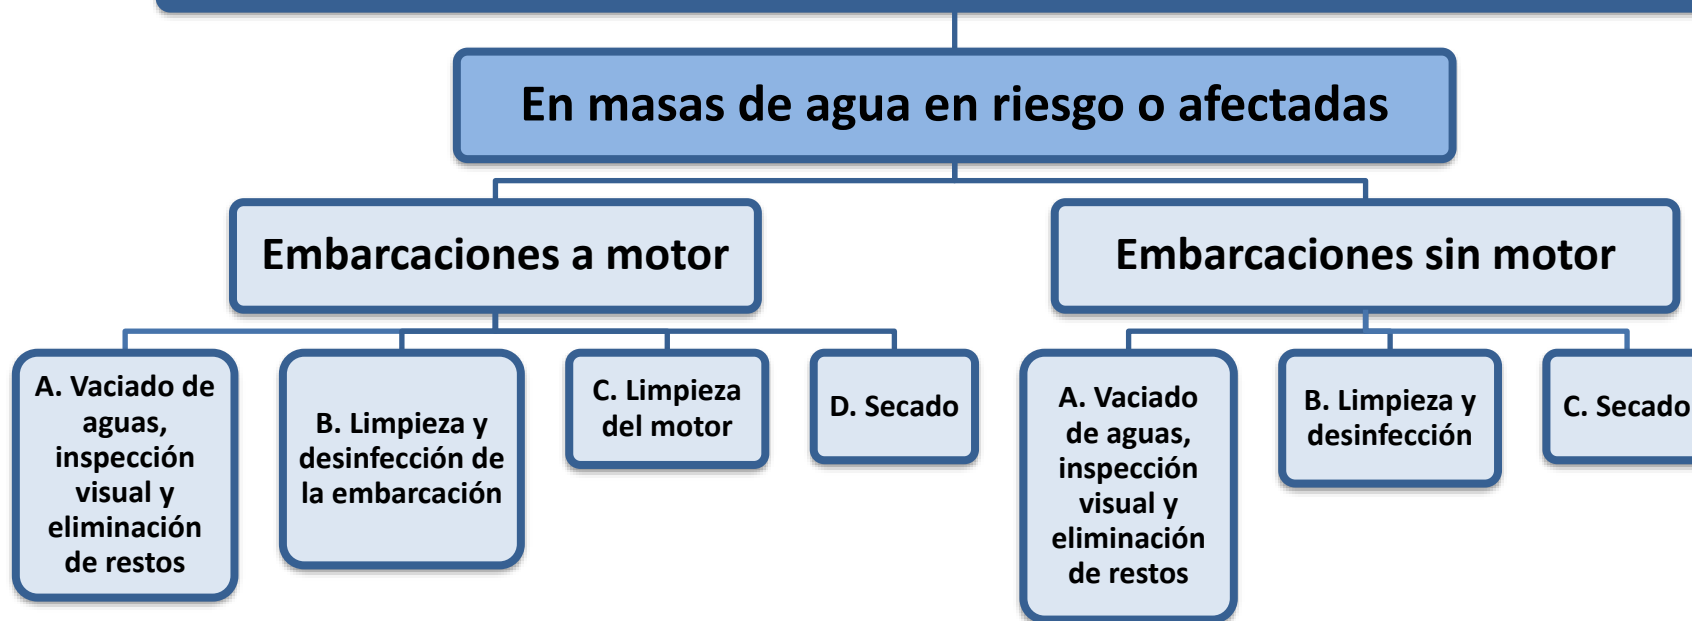 En masas de agua en riesgo o afectadas
Embarcaciones a motor
Embarcaciones sin motor
A. Vaciado de
aguas,
inspección
visual y
eliminación
de restos
B. Limpieza y
desinfección de
la embarcación
C. Limpieza
del motor
D. Secado
A. Vaciado
de aguas,
inspección
visual y
eliminación
de restos
B. Limpieza y
desinfección
C. Secado